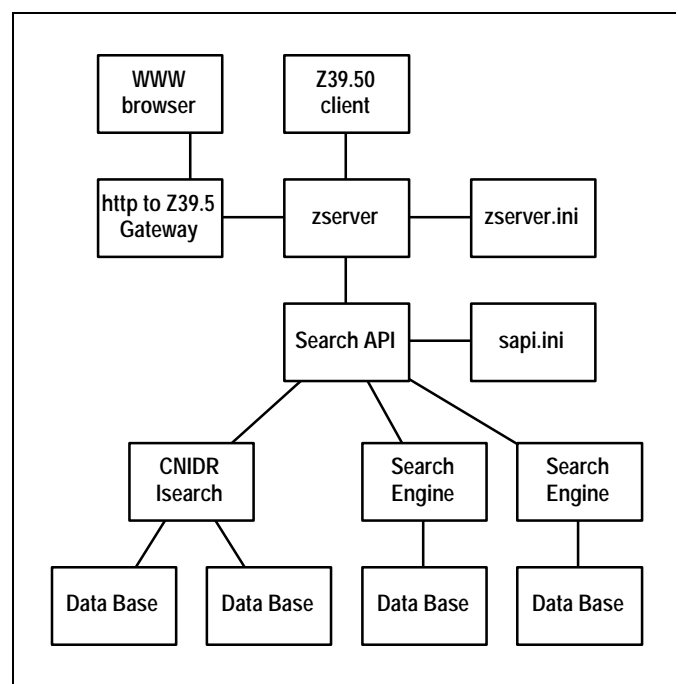 WWW
browser
Z39.50
client
http to Z39.5
Gateway
zserver
zserver.ini
Search API
sapi.ini
CNIDR
Isearch
Search
Engine
Search
Engine
Data Base
Data Base
Data Base
Data Base